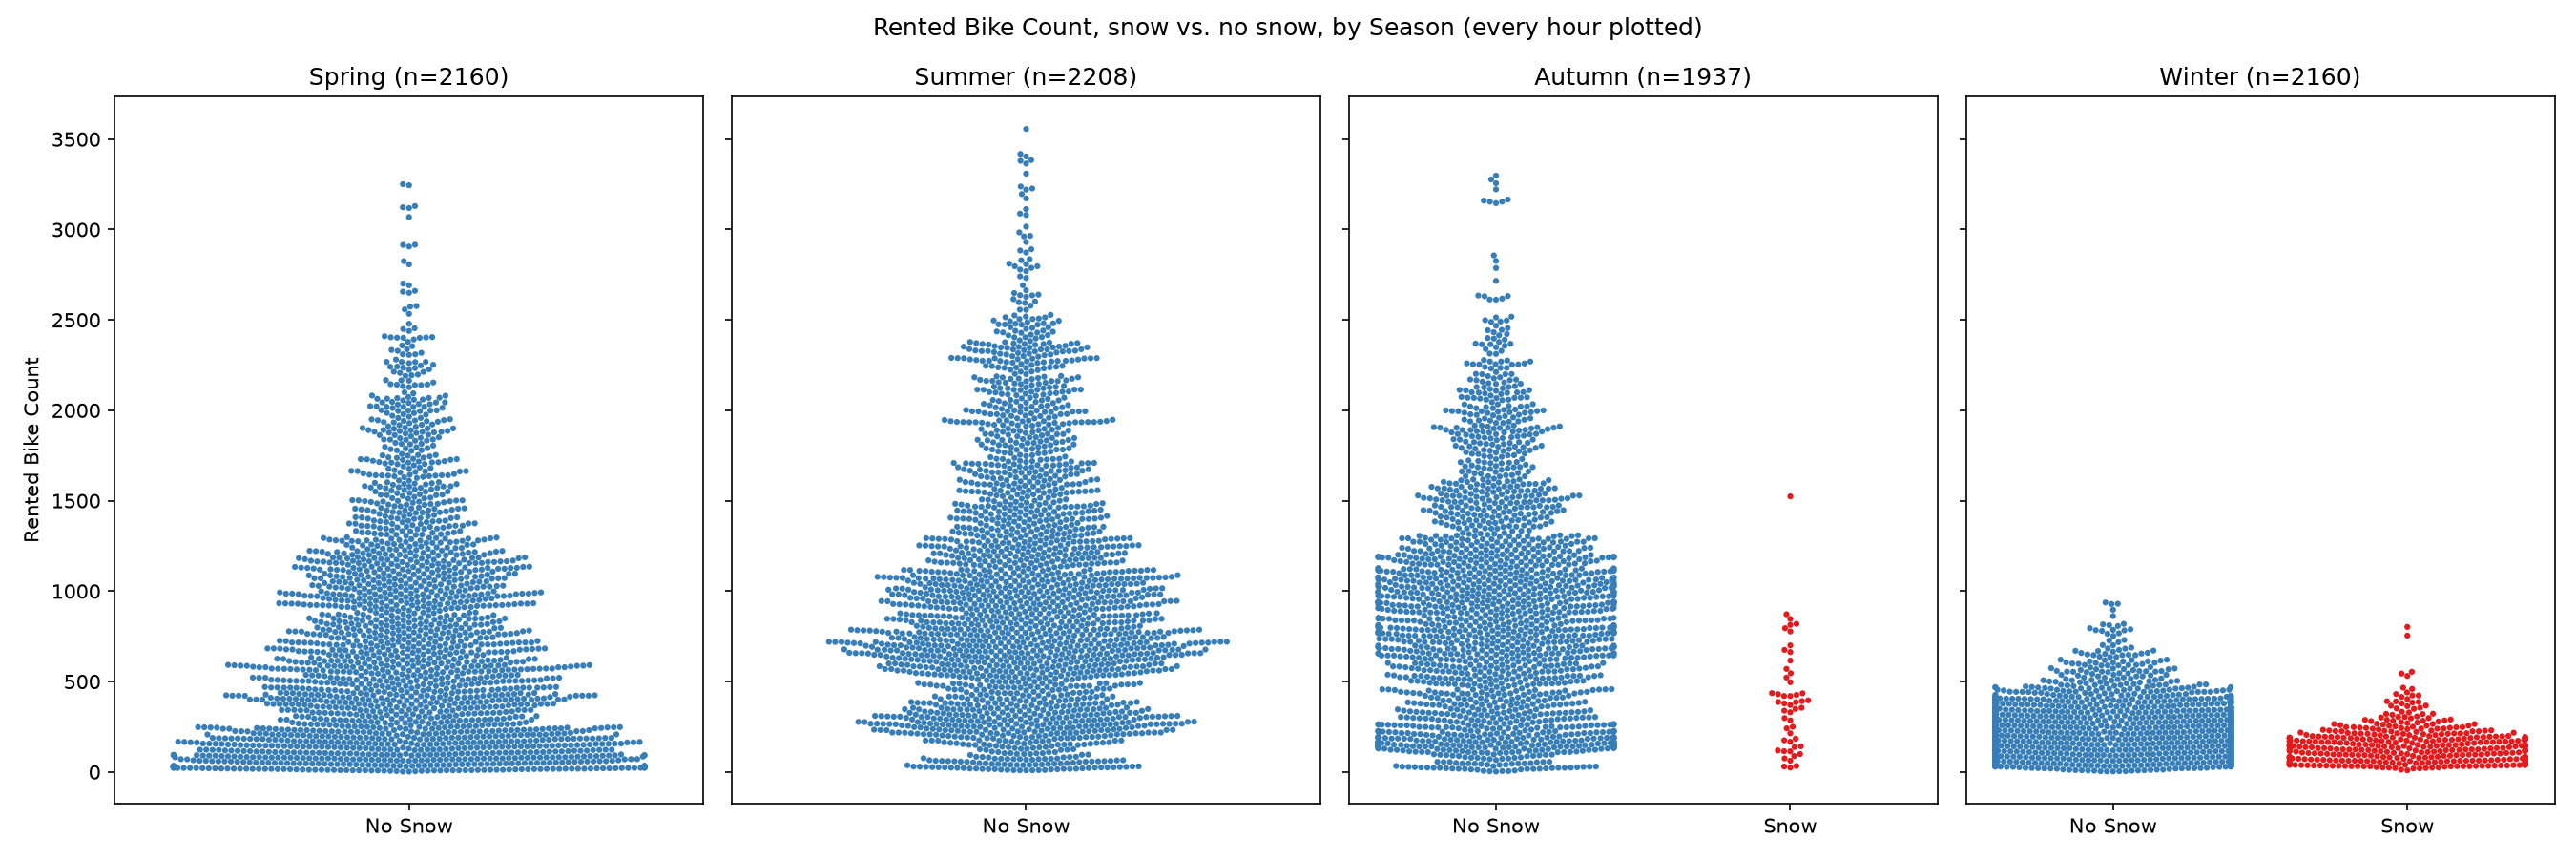 Rented Bike Count, snow vs. no snow, by Season (every hour plotted)
Spring (n=2160)
Summer (n=2208)
Autumn (n=1937)
Winter (n=2160)
Rented Bike Count
3500
3000
2500
2000
1500
1000
500
0
No Snow
No Snow
No Snow
Snow
No Snow
Snow